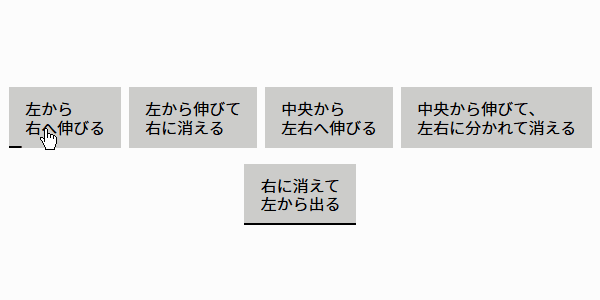 左から
右へ伸びる
左から伸びて
右に消える
中央から
左右へ伸びる
中央から伸びて、
左右に分かれて消える
右に消えて
左から出る